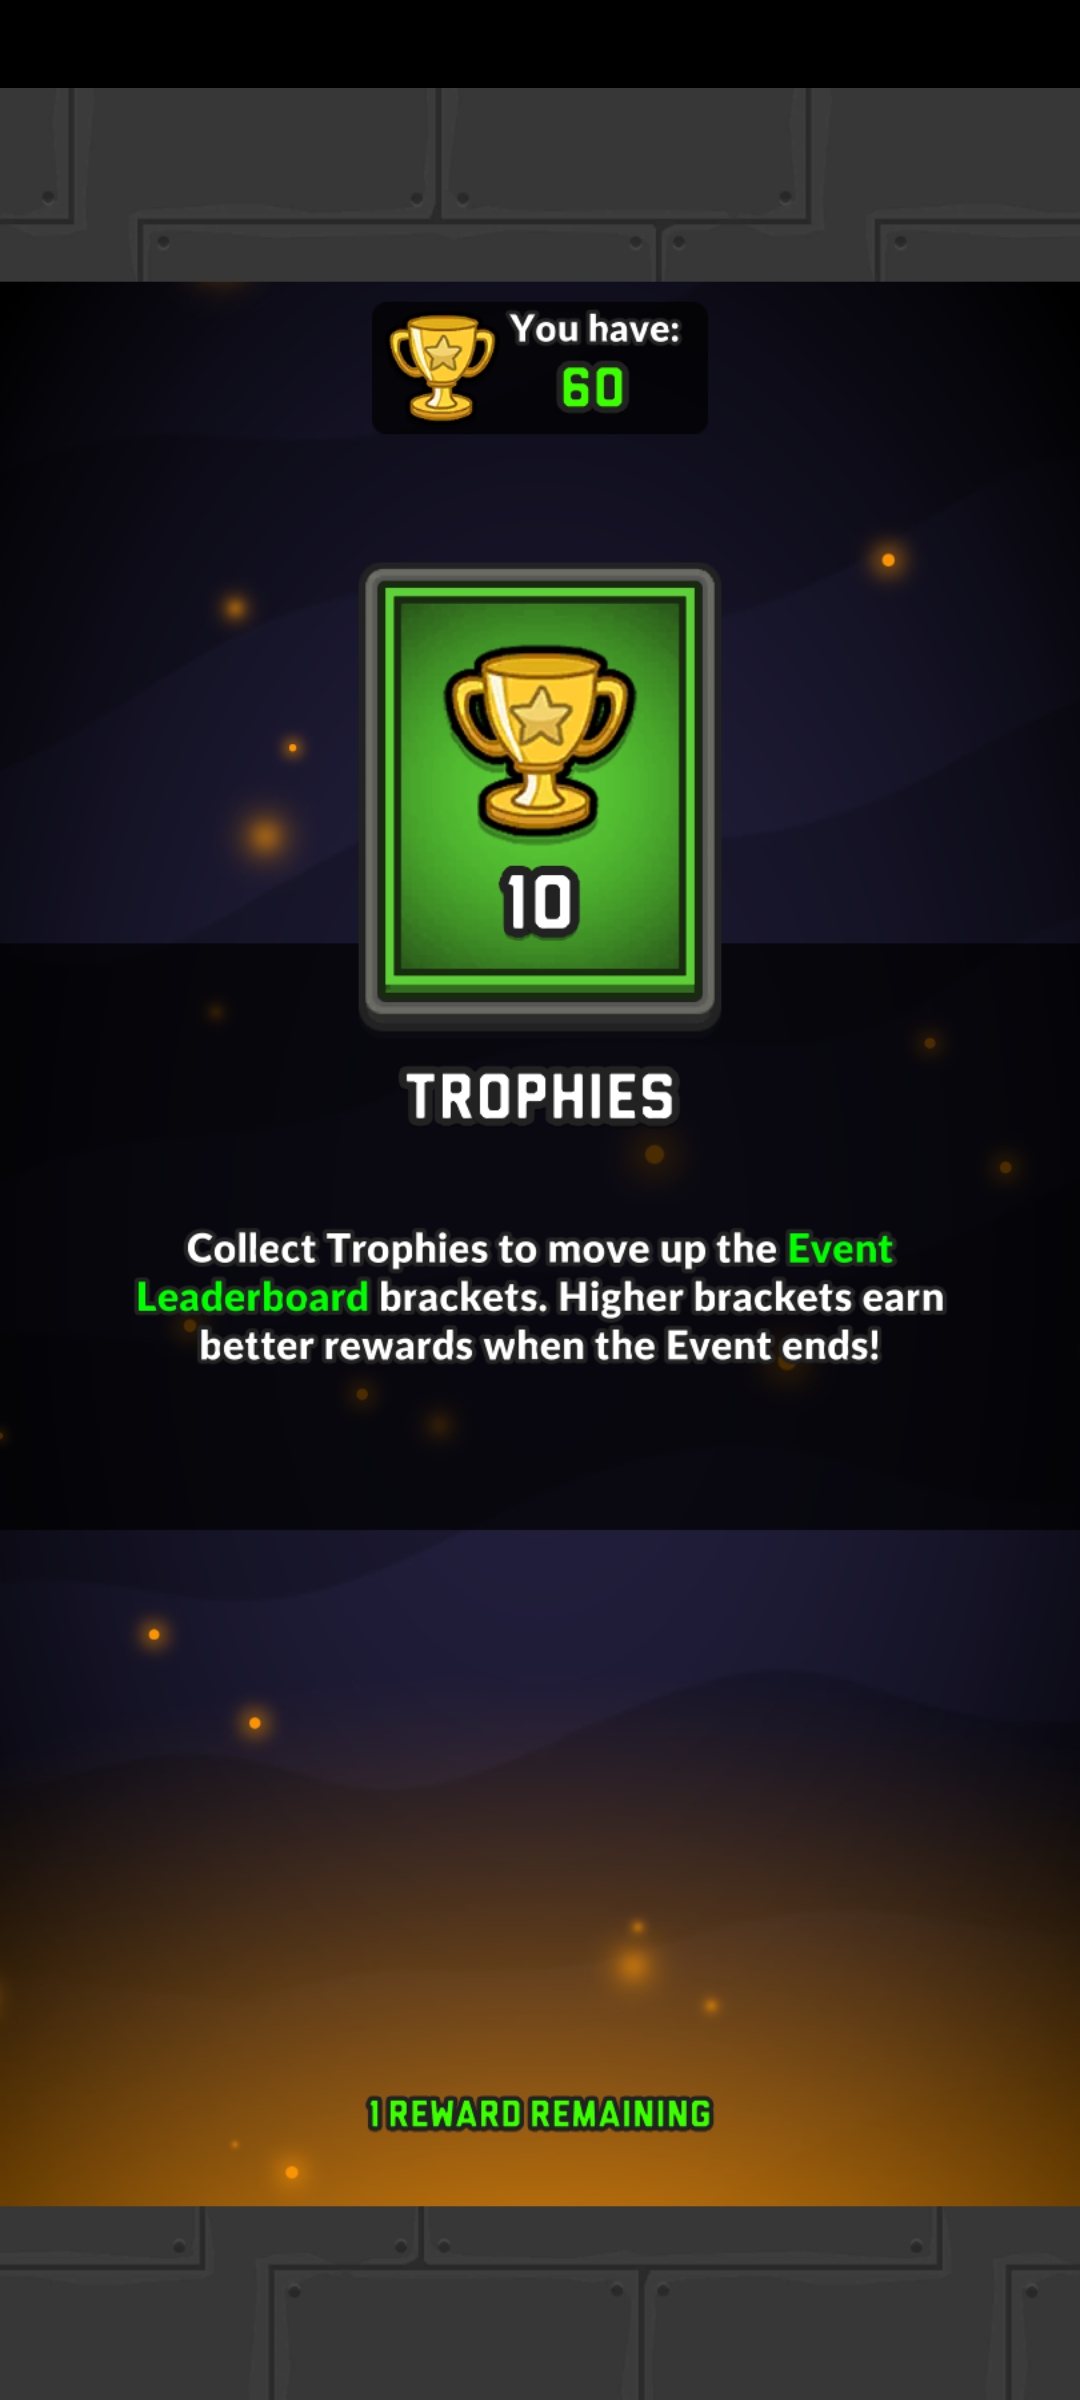 You have:
60
10
TROPHIES
Collect Trophies to move up the Event
Leaderboard brackets. Higher brackets earn
better rewards when the Event ends!
1 REWARD REMAINING